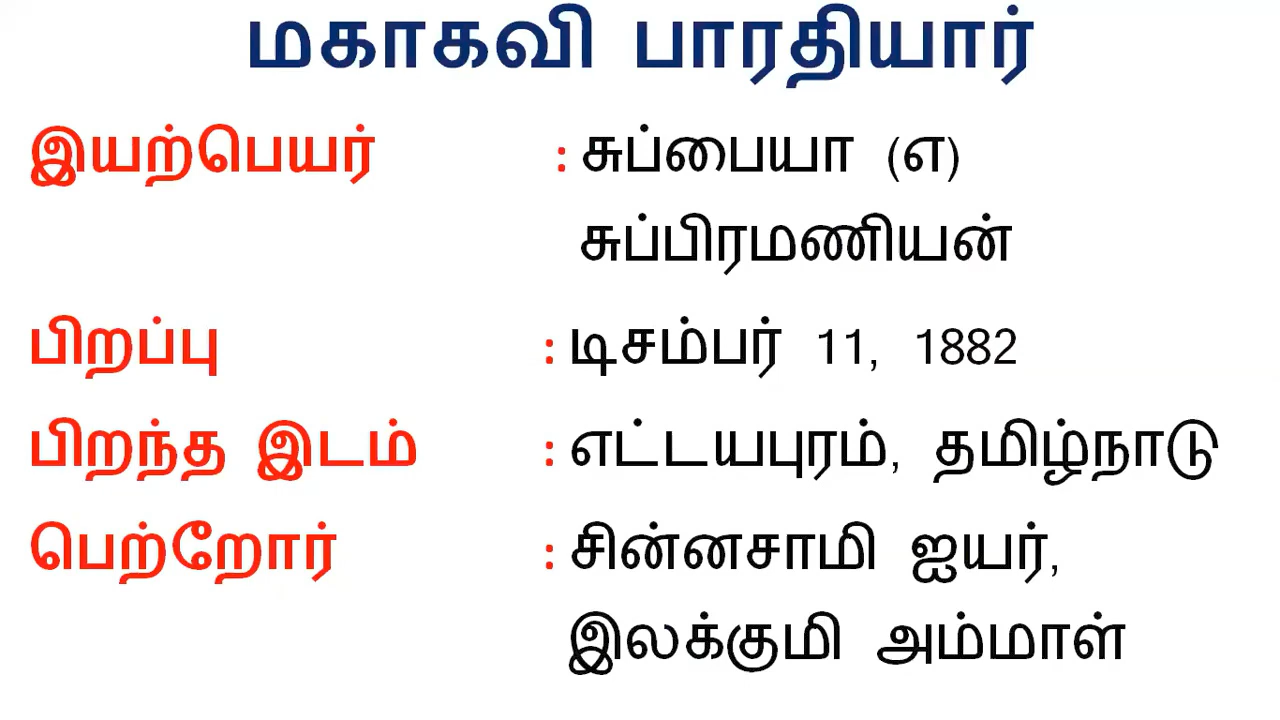 மகாகவி பாரதியார்
இயற்பெயர் : சுப்பையா (எ)
சுப்பிரமணியன்
பிறப்பு : டிசம்பர் 11, 1882
பிறந்த இடம் : எட்டயபுரம், தமிழ்நாடு
பெற்றோர் : சின்னசாமி ஐயர்,
இலக்குமி அம்மாள்